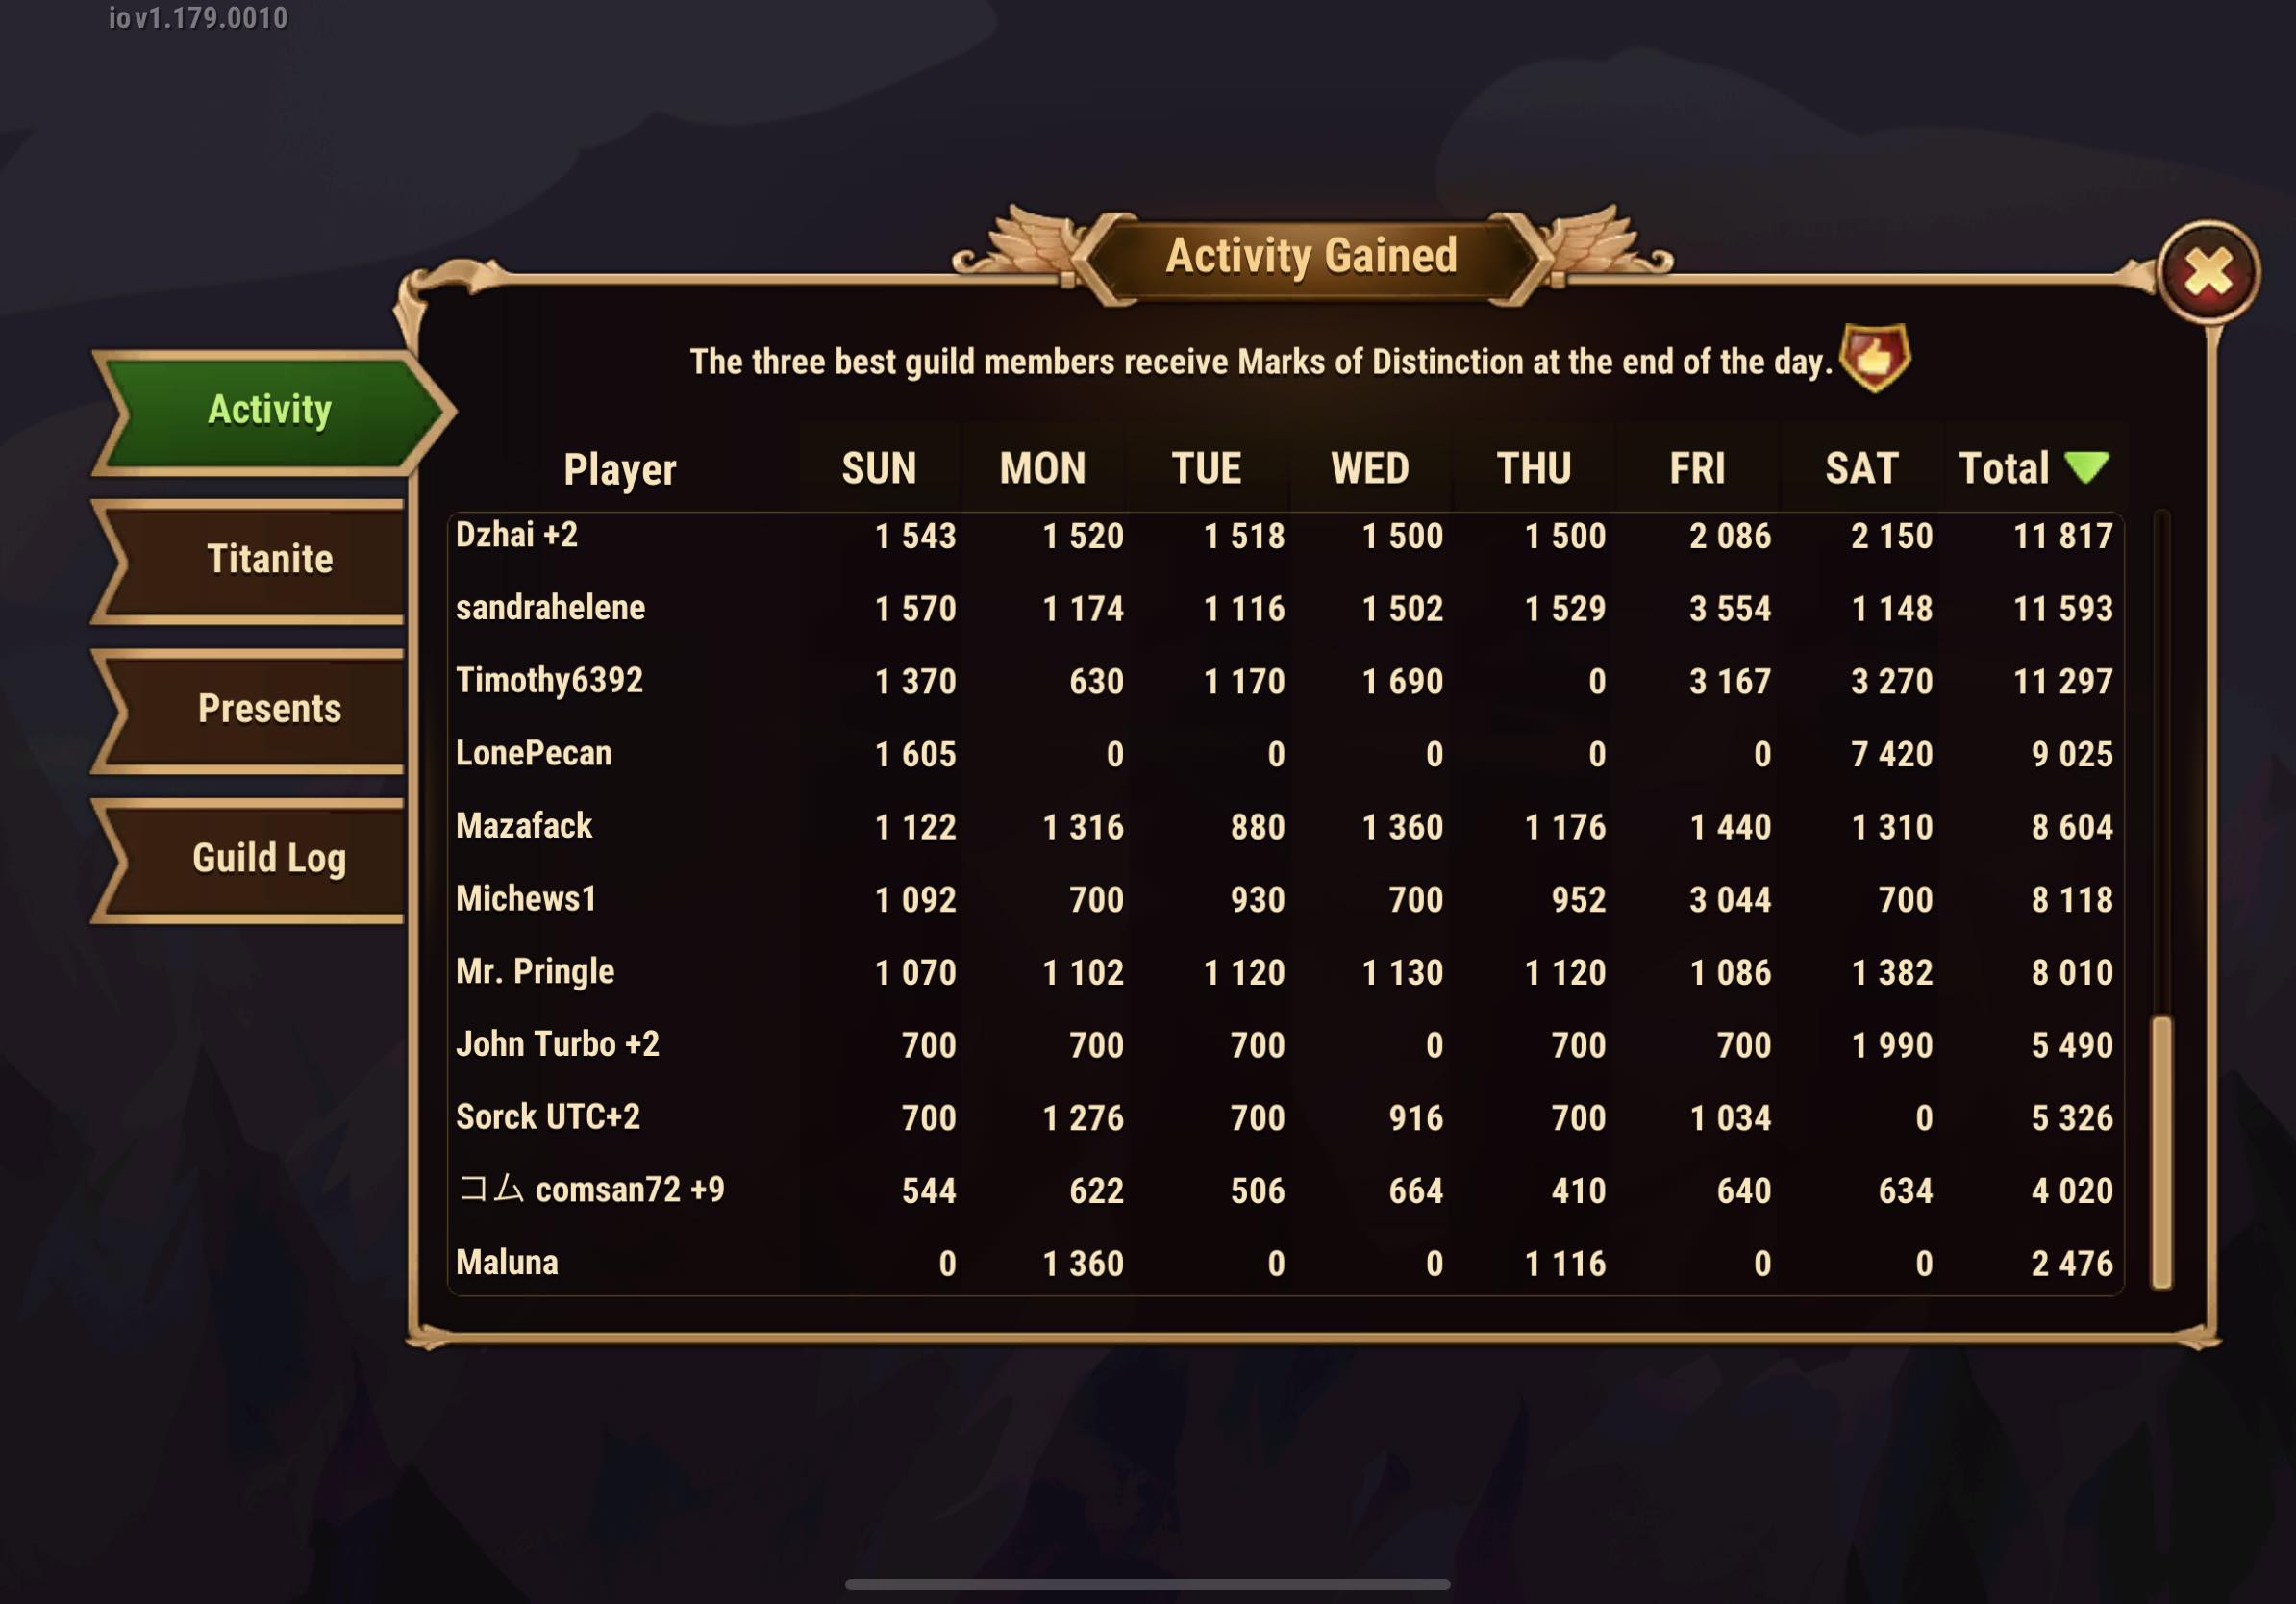 iov1.179.0010
Activity Gained
The three best guild members receive Marks of Distinction at the end of the day.
Activity
Titanite
Presents
Guild Log
Player SUN MON TUE WED THU FRI SAT Total
Dzhai +2 1 543 1 520 1 518 1 500 1 500 2 086 2 150 11 817
sandrahelene 1 570 1 174 1 116 1 502 1 529 3 554 1 148 11 593
Timothy6392 1 370 630 1 170 1 690 0 3 167 3 270 11 297
LonePecan 1 605 0 0 0 0 0 7 420 9 025
Mazafack 1 122 1 316 880 1 360 1 176 1 440 1 310 8 604
Michews1 1 092 700 930 700 952 3 044 700 8 118
Mr. Pringle 1 070 1 102 1 120 1 130 1 120 1 086 1 382 8 010
John Turbo +2 700 700 700 0 700 700 1 990 5 490
Sorck UTC+2 700 1 276 700 916 700 1 034 0 5 326
コム comsan72 +9 544 622 506 664 410 640 634 4 020
Maluna 0 1 360 0 0 1 116 0 0 2 476